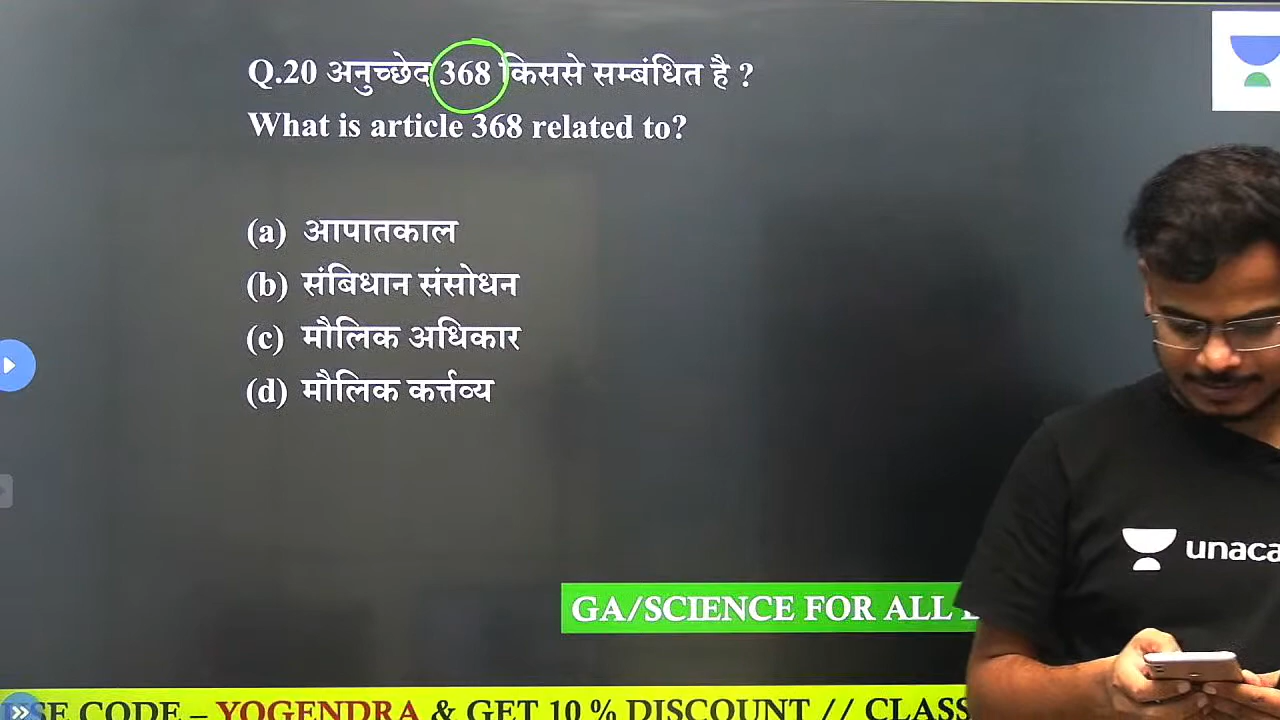 Q.20 अनुच्छेद 368 किससे सम्बंधित है ?
What is article 368 related to?
(a) आपातकाल
(b) संबिधान संसोधन
(c) मौलिक अधिकार
(d) मौलिक कर्त्तव्य
unaca
GA/SCIENCE FOR ALL
CODE – YOGENDRA & GET 10 % DISCOUNT // CLASS